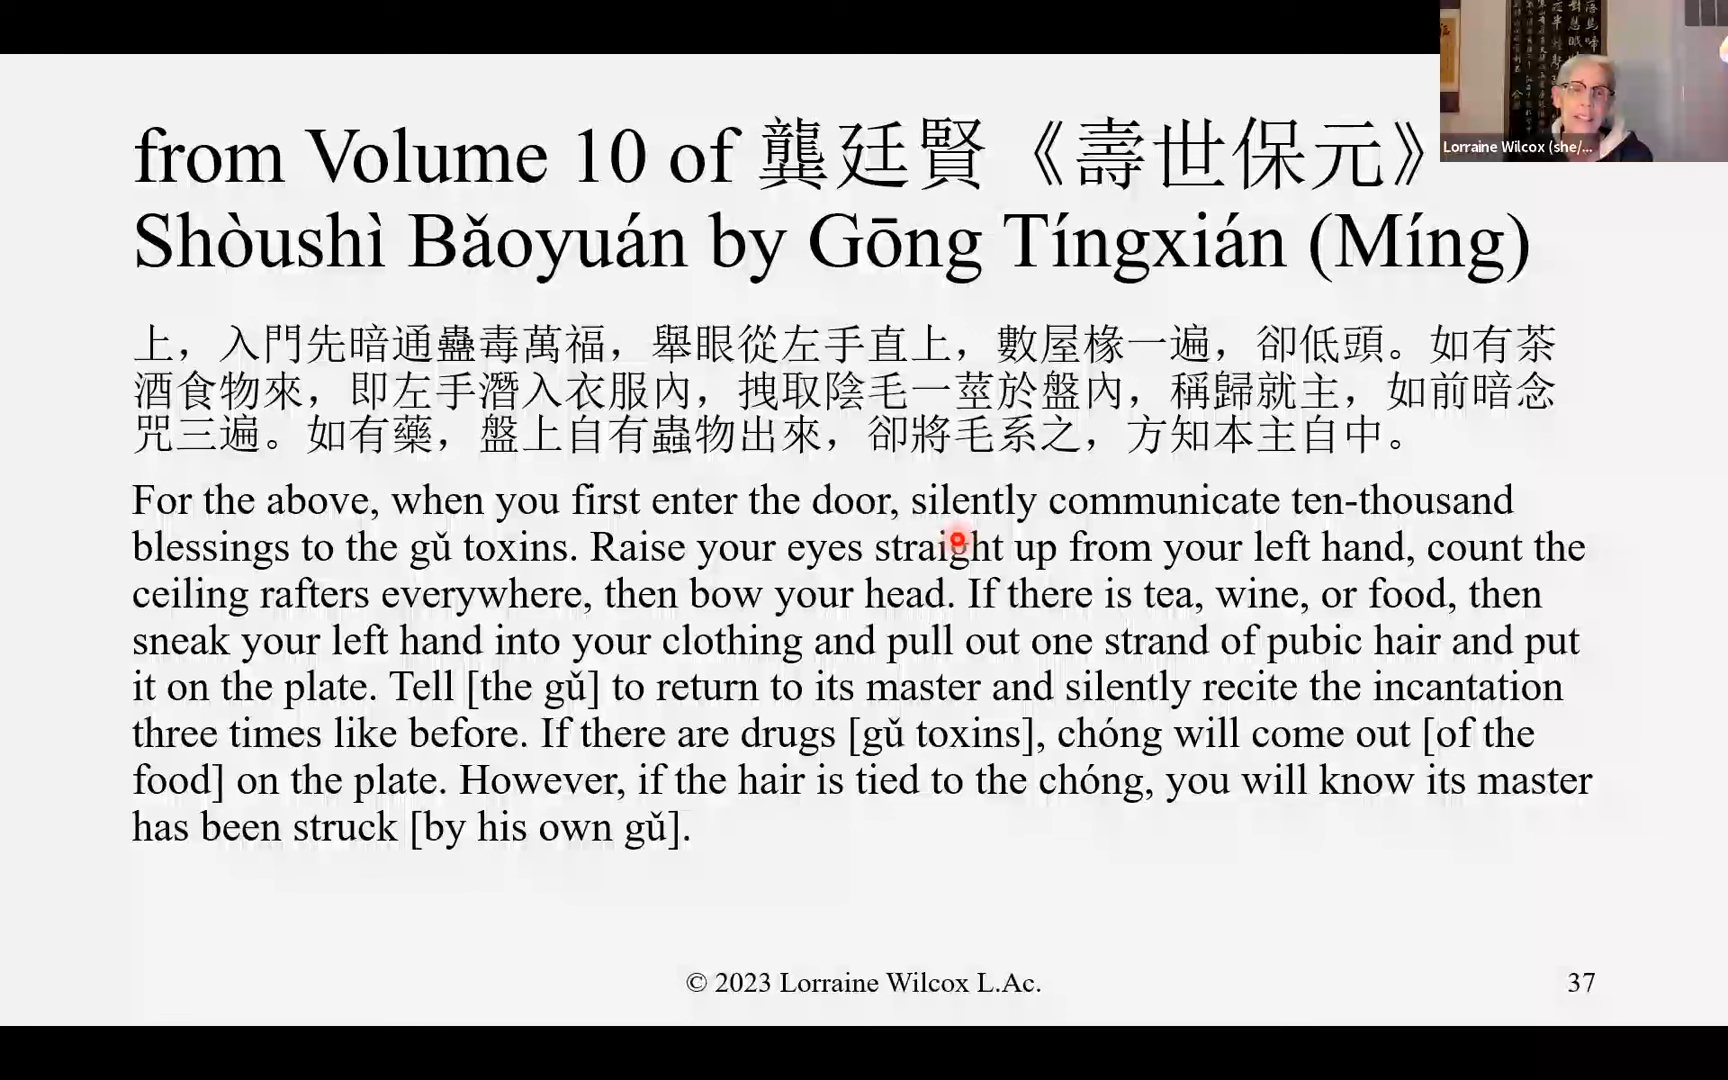 from Volume 10 of 龔廷賢《壽世保元》
Shòushì Bǎoyuán by Gōng Tíngxián (Míng)
上，入門先暗通蠱毒萬福，舉眼從左手直上，數屋椽一遍，卻低頭。如有茶
酒食物來，即左手潛入衣服內，拽取陰毛一莖於盤內，稱歸就主，如前暗念
咒三遍。如有藥，盤上自有蟲物出來，卻將毛系之，方知本主自中。
For the above, when you first enter the door, silently communicate ten-thousand
blessings to the gǔ toxins. Raise your eyes straight up from your left hand, count the
ceiling rafters everywhere, then bow your head. If there is tea, wine, or food, then
sneak your left hand into your clothing and pull out one strand of pubic hair and put
it on the plate. Tell [the gǔ] to return to its master and silently recite the incantation
three times like before. If there are drugs [gǔ toxins], chóng will come out [of the
food] on the plate. However, if the hair is tied to the chóng, you will know its master
has been struck [by his own gǔ].
© 2023 Lorraine Wilcox L.Ac.
37
Lorraine Wilcox (she/...